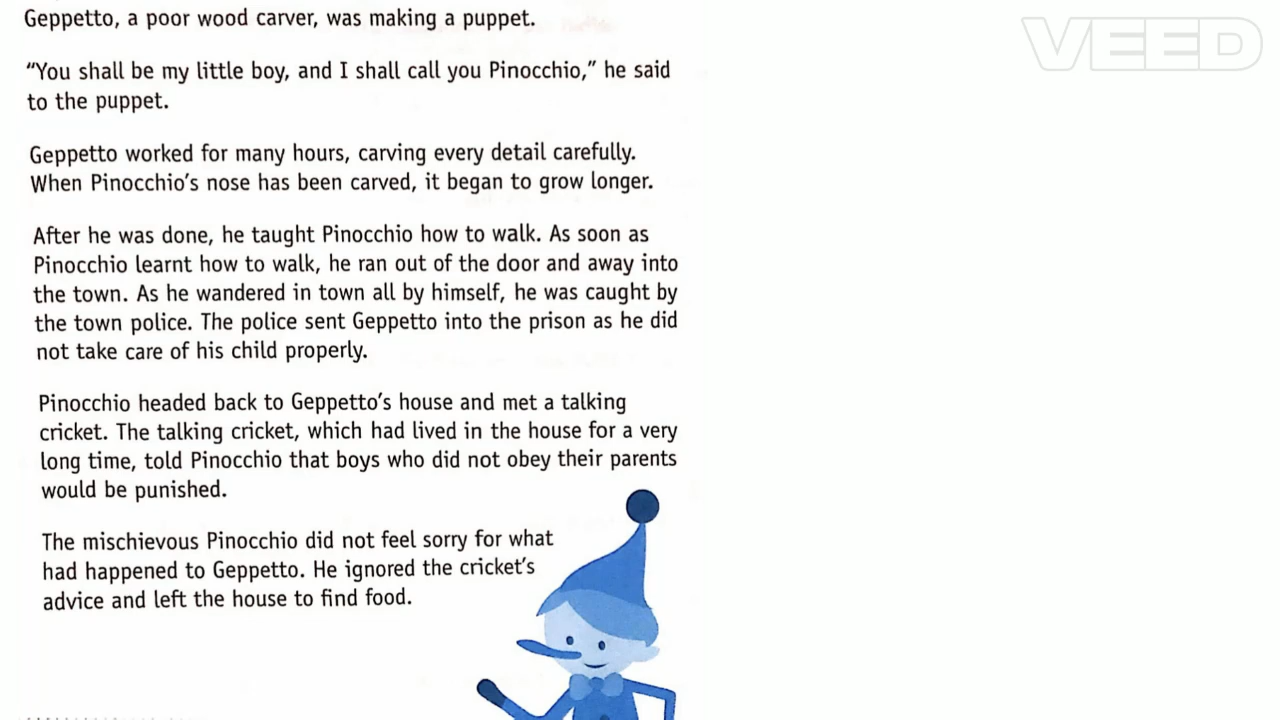 Geppetto, a poor wood carver, was making a puppet.
“You shall be my little boy, and I shall call you Pinocchio,” he said
to the puppet.
Geppetto worked for many hours, carving every detail carefully.
When Pinocchio’s nose has been carved, it began to grow longer.
After he was done, he taught Pinocchio how to walk. As soon as
Pinocchio learnt how to walk, he ran out of the door and away into
the town. As he wandered in town all by himself, he was caught by
the town police. The police sent Geppetto into the prison as he did
not take care of his child properly.
Pinocchio headed back to Geppetto’s house and met a talking
cricket. The talking cricket, which had lived in the house for a very
long time, told Pinocchio that boys who did not obey their parents
would be punished.
The mischievous Pinocchio did not feel sorry for what
had happened to Geppetto. He ignored the cricket’s
advice and left the house to find food.
VEED